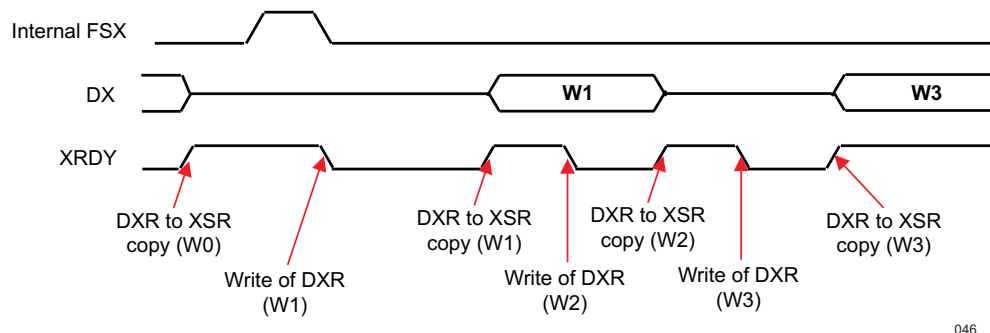 Internal FSX
DX
W1
W3
XRDY
DXR to XSR
copy (W0)
Write of DXR
(W1)
DXR to XSR
copy (W1)
Write of DXR
(W2)
DXR to XSR
copy (W2)
Write of DXR
(W3)
DXR to XSR
copy (W3)
046